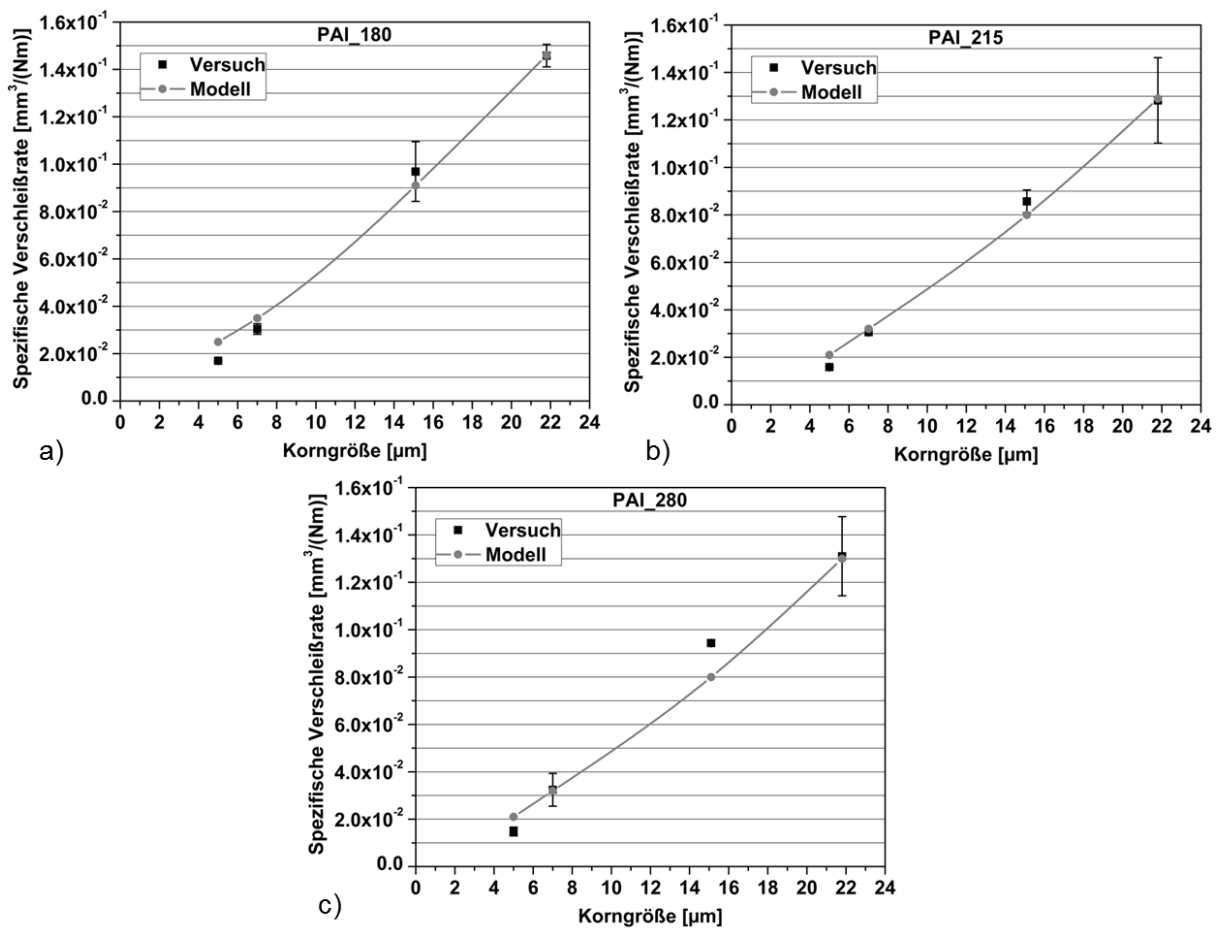 PAI_180
Versuch
Modell
Spezifische Verschleißrate [mm³/(Nm)]
1.6x10⁻¹
1.4x10⁻¹
1.2x10⁻¹
1.0x10⁻¹
8.0x10⁻²
6.0x10⁻²
4.0x10⁻²
2.0x10⁻²
0.0
0 2 4 6 8 10 12 14 16 18 20 22 24
Korngröße [µm]
a)
PAI_215
Versuch
Modell
Spezifische Verschleißrate [mm³/(Nm)]
1.6x10⁻¹
1.4x10⁻¹
1.2x10⁻¹
1.0x10⁻¹
8.0x10⁻²
6.0x10⁻²
4.0x10⁻²
2.0x10⁻²
0.0
0 2 4 6 8 10 12 14 16 18 20 22 24
Korngröße [µm]
b)
PAI_280
Versuch
Modell
Spezifische Verschleißrate [mm³/(Nm)]
1.6x10⁻¹
1.4x10⁻¹
1.2x10⁻¹
1.0x10⁻¹
8.0x10⁻²
6.0x10⁻²
4.0x10⁻²
2.0x10⁻²
0.0
0 2 4 6 8 10 12 14 16 18 20 22 24
Korngröße [µm]
c)